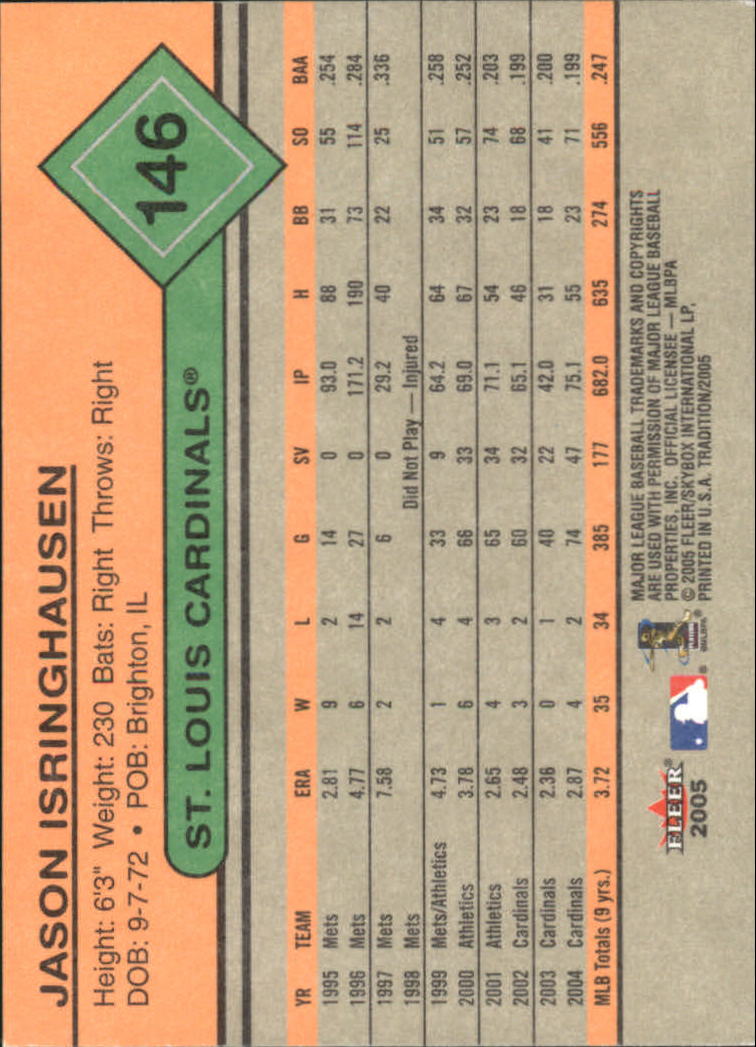 JASON ISRINGHAUSEN
Height: 6'3" Weight: 230 Bats: Right Throws: Right
DOB: 9-7-72 • POB: Brighton, IL
146
ST. LOUIS CARDINALS®
YR TEAM ERA W L G SV IP H BB SO BAA
1995 Mets 2.81 9 2 14 0 93.0 88 31 55 .254
1996 Mets 4.77 6 14 27 0 171.2 190 73 114 .284
1997 Mets 7.58 2 2 6 0 29.2 40 22 25 .336
1998 Mets Did Not Play — Injured
1999 Mets/Athletics 4.73 1 4 33 9 64.2 64 34 51 .258
2000 Athletics 3.78 6 4 66 33 69.0 67 32 57 .252
2001 Athletics 2.65 4 3 65 34 71.1 54 23 74 .203
2002 Cardinals 2.48 3 2 60 32 65.1 46 18 68 .199
2003 Cardinals 2.36 0 1 40 22 42.0 31 18 41 .200
2004 Cardinals 2.87 4 2 74 47 75.1 55 23 71 .199
MLB Totals (9 yrs.) 3.72 35 34 385 177 682.0 635 274 556 .247
FLEER®
2005
MAJOR LEAGUE BASEBALL TRADEMARKS AND COPYRIGHTS
ARE USED WITH PERMISSION OF MAJOR LEAGUE BASEBALL
PROPERTIES, INC. OFFICIAL LICENSEE — MLBPA
© 2005 FLEER/SKYBOX INTERNATIONAL LP,
PRINTED IN U.S.A. TRADITION/2005